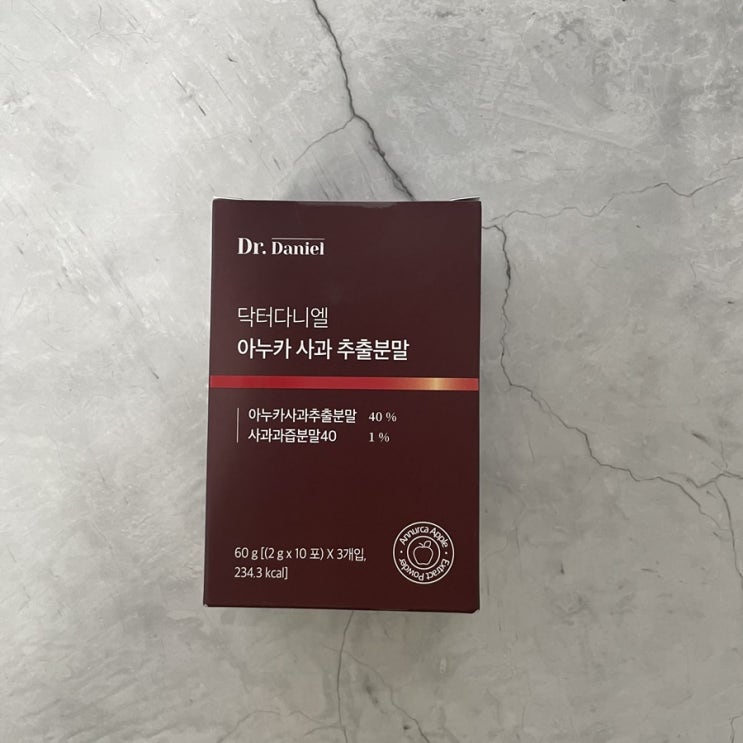 Dr. Daniel
닥터다니엘
아누카 사과 추출분말
아누카사과추출분말 40 %
사과과즙분말40 1 %
60 g [(2 g x 10 포) X 3개입,
234.3 kcal]
Annurca Apple • Extract Powder •